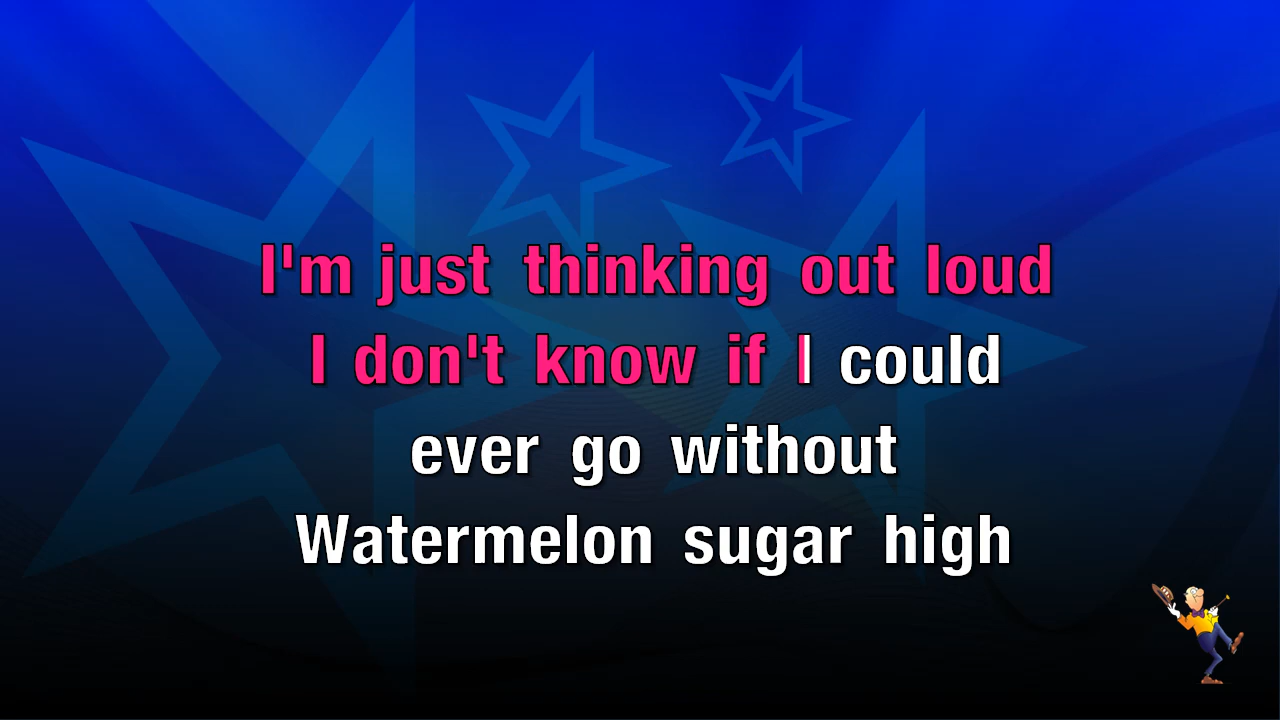 I'm just thinking out loud
I don't know if I could
ever go without
Watermelon sugar high